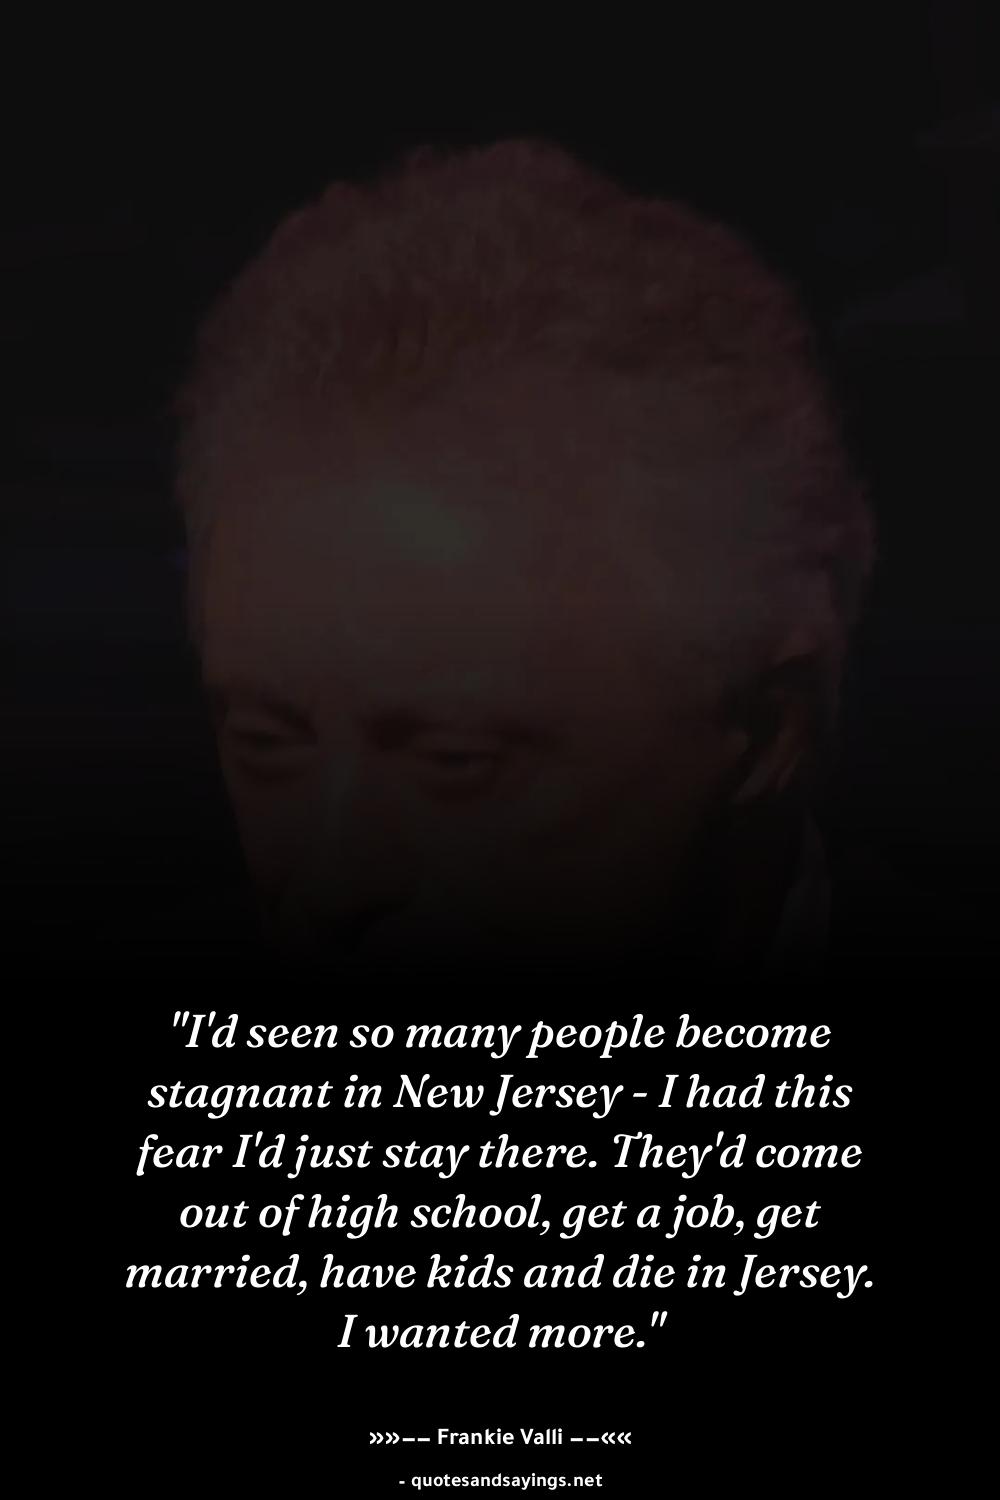 "I'd seen so many people become
stagnant in New Jersey - I had this
fear I'd just stay there. They'd come
out of high school, get a job, get
married, have kids and die in Jersey.
I wanted more."
»»−− Frankie Valli −−««
- quotesandsayings.net